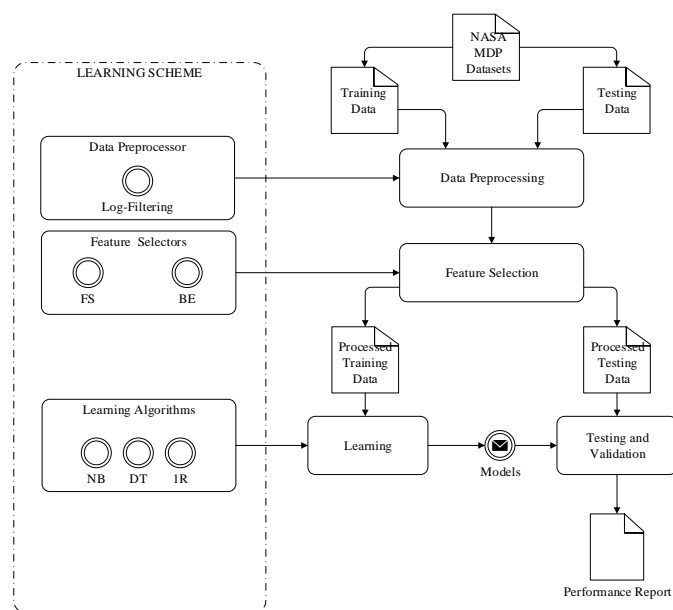 LEARNING SCHEME
NASA
MDP
Datasets
Training
Data
Testing
Data
Data Preprocessor
Log-Filtering
Data Preprocessing
Feature Selectors
FS
BE
Feature Selection
Processed
Training
Data
Processed
Testing
Data
Learning Algorithms
NB
DT
1R
Learning
Models
Testing and
Validation
Performance Report